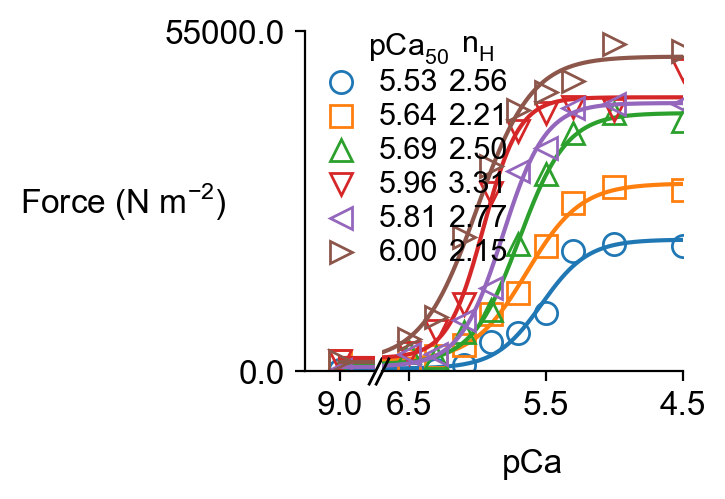 55000.0
pCa50 nH
5.53 2.56
5.64 2.21
5.69 2.50
5.96 3.31
5.81 2.77
6.00 2.15
Force (N m−2)
0.0
9.0 6.5 5.5 4.5
pCa